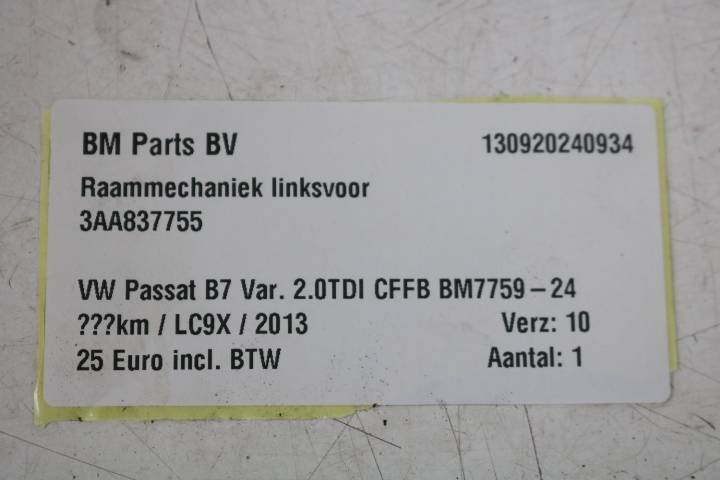 BM Parts BV 130920240934
Raammechaniek linksvoor
3AA837755
VW Passat B7 Var. 2.0TDI CFFB BM7759-24
???km / LC9X / 2013 Verz: 10
25 Euro incl. BTW Aantal: 1